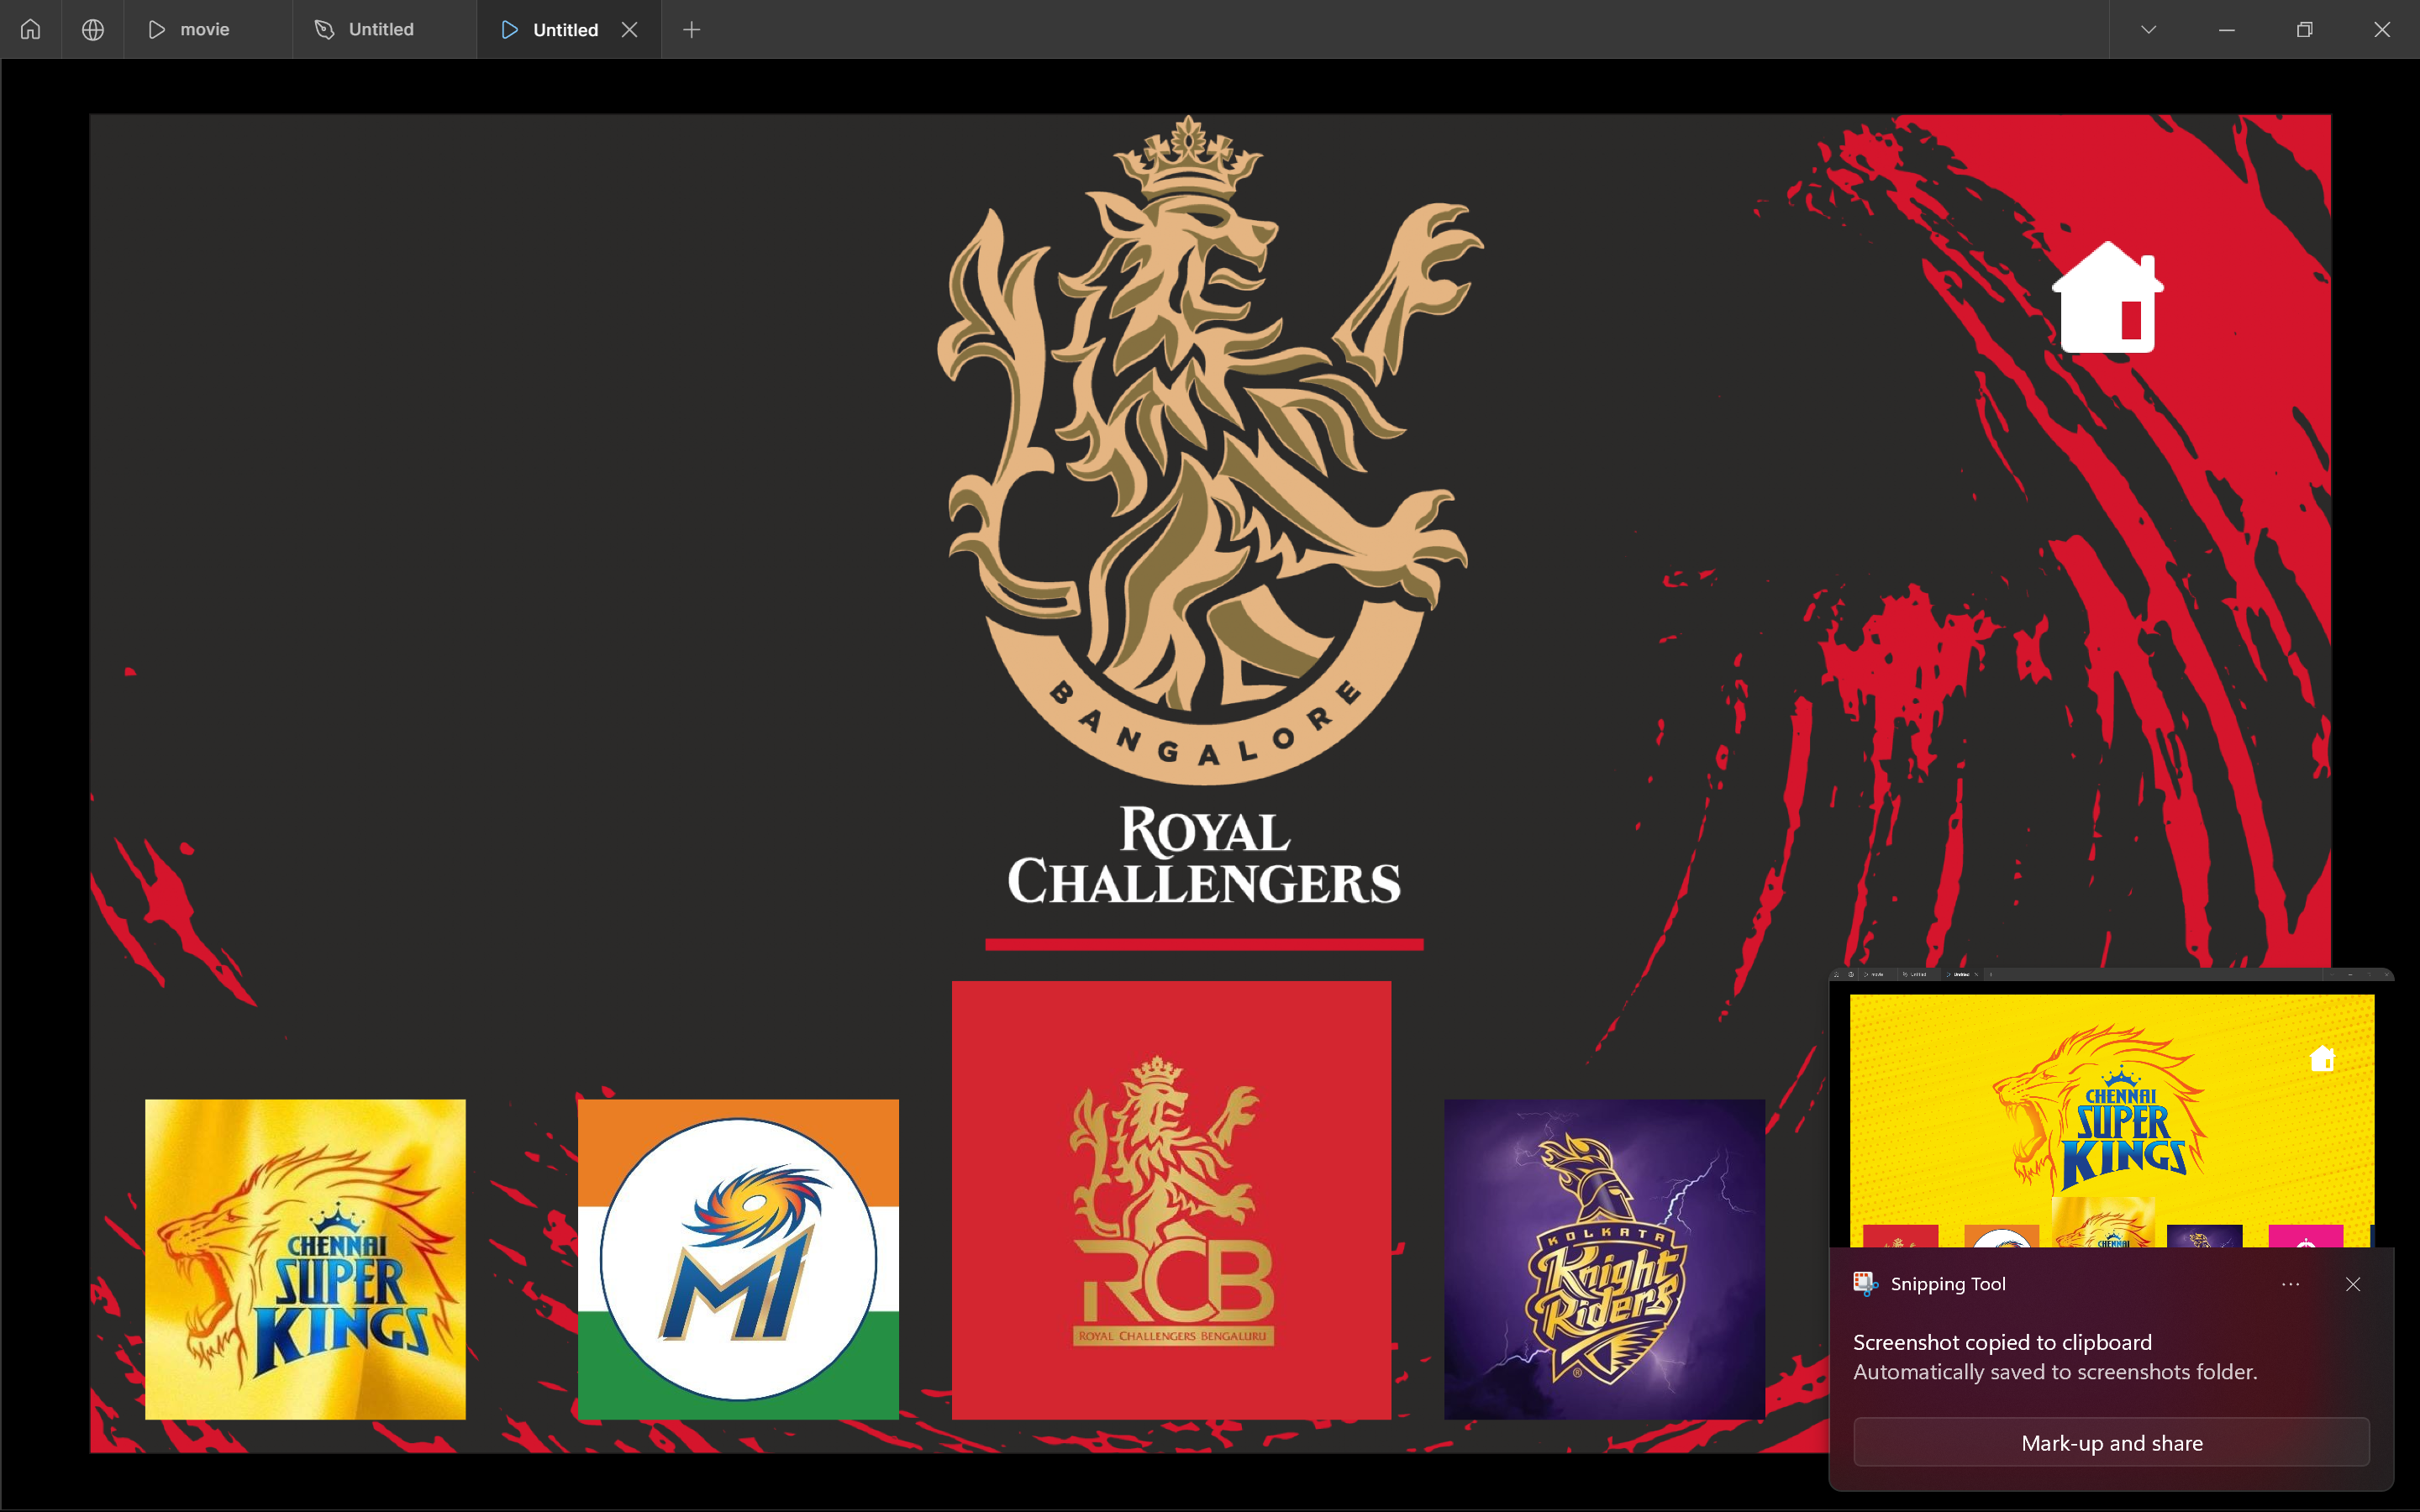 movie
Untitled
Untitled
BANGALORE
ROYAL
CHALLENGERS
CHENNAI
SUPER
KINGS
MI
RCB
ROYAL CHALLENGERS BENGALURU
KOLKATA
Knight
Riders
®
CHENNAI
SUPER
KINGS
Snipping Tool
Screenshot copied to clipboard
Automatically saved to screenshots folder.
Mark-up and share